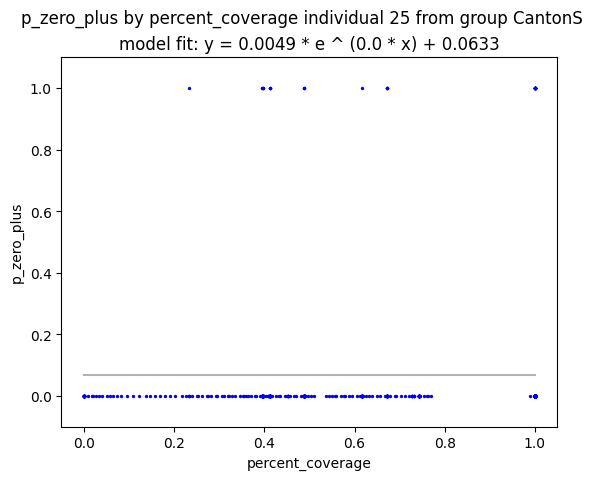 p_zero_plus by percent_coverage individual 25 from group CantonS
model fit: y = 0.0049 * e ^ (0.0 * x) + 0.0633
1.0
0.8
0.6
0.4
0.2
0.0
p_zero_plus
0.0 0.2 0.4 0.6 0.8 1.0
percent_coverage